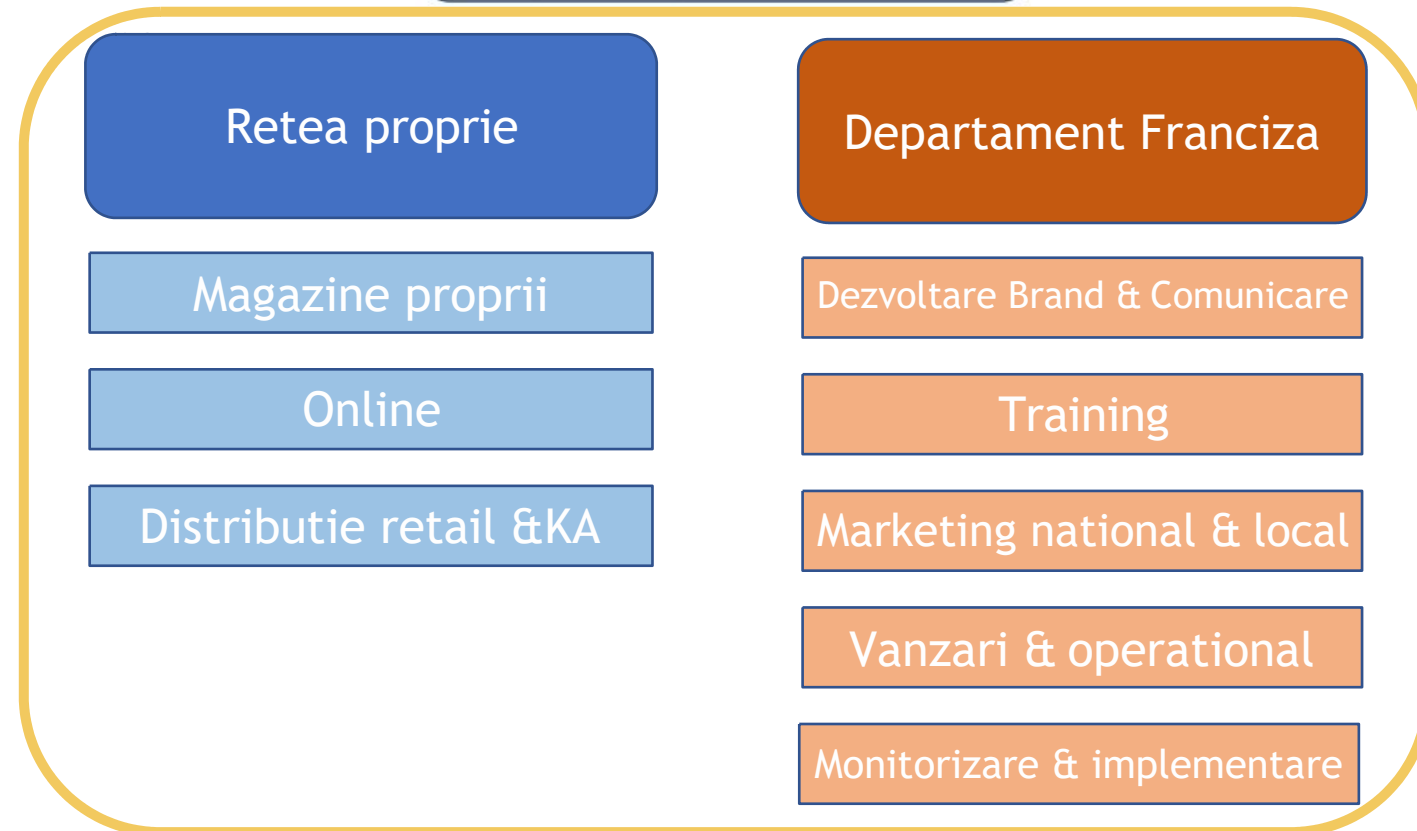 Retea proprie
Magazine proprii
Online
Distributie retail &KA
Departament Franciza
Dezvoltare Brand & Comunicare
Training
Marketing national & local
Vanzari & operational
Monitorizare & implementare